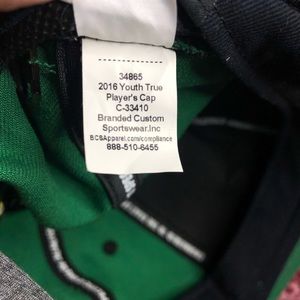 34865
2016 Youth True
Player's Cap
C-33410
Branded Custom
Sportswear.Inc
BCSApparel.com/compliance
888-510-6455